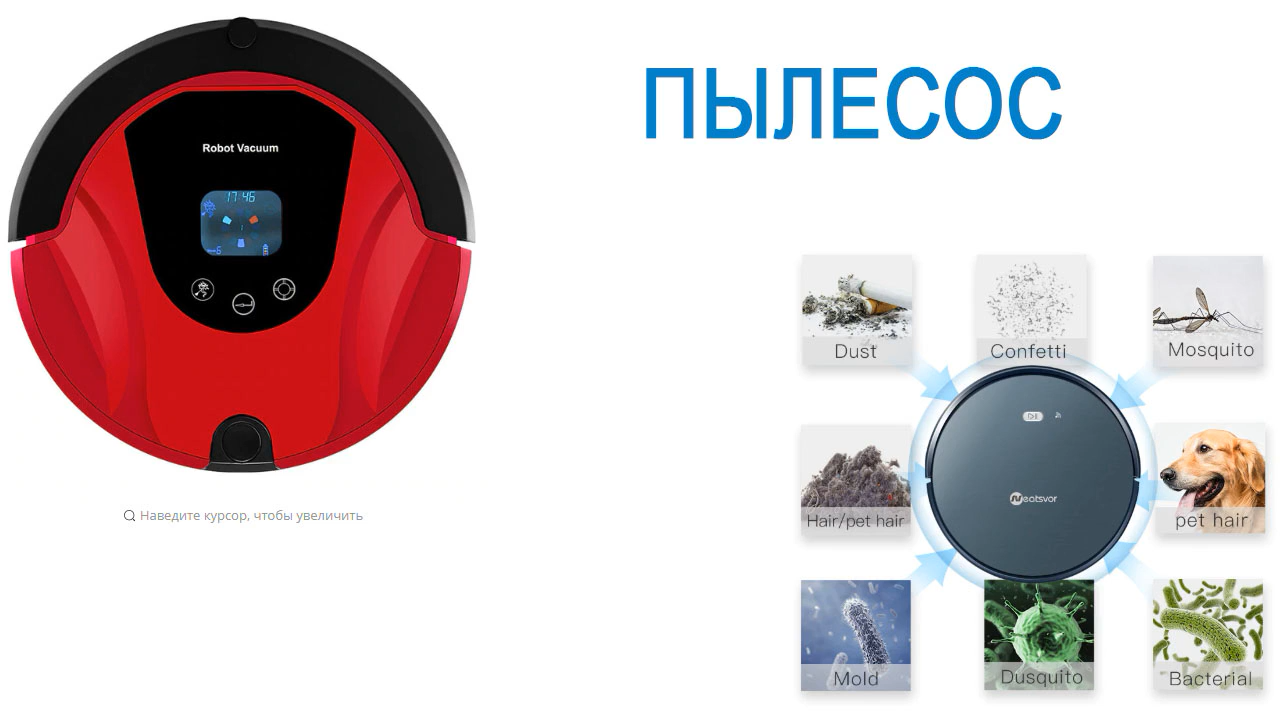 ПЫЛЕСОС
Robot Vacuum
17:46
Наведите курсор, чтобы увеличить
Dust
Confetti
Mosquito
Hair/pet hair
Neatsvor
pet hair
Mold
Dusquito
Bacterial